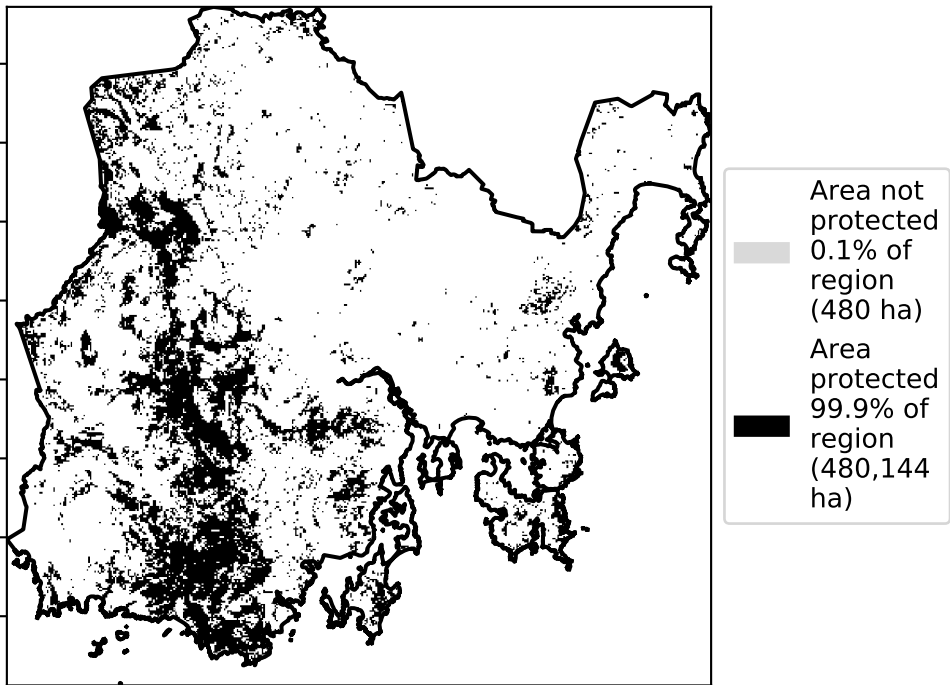 Area not
protected
0.1% of
region
(480 ha)
Area
protected
99.9% of
region
(480,144
ha)